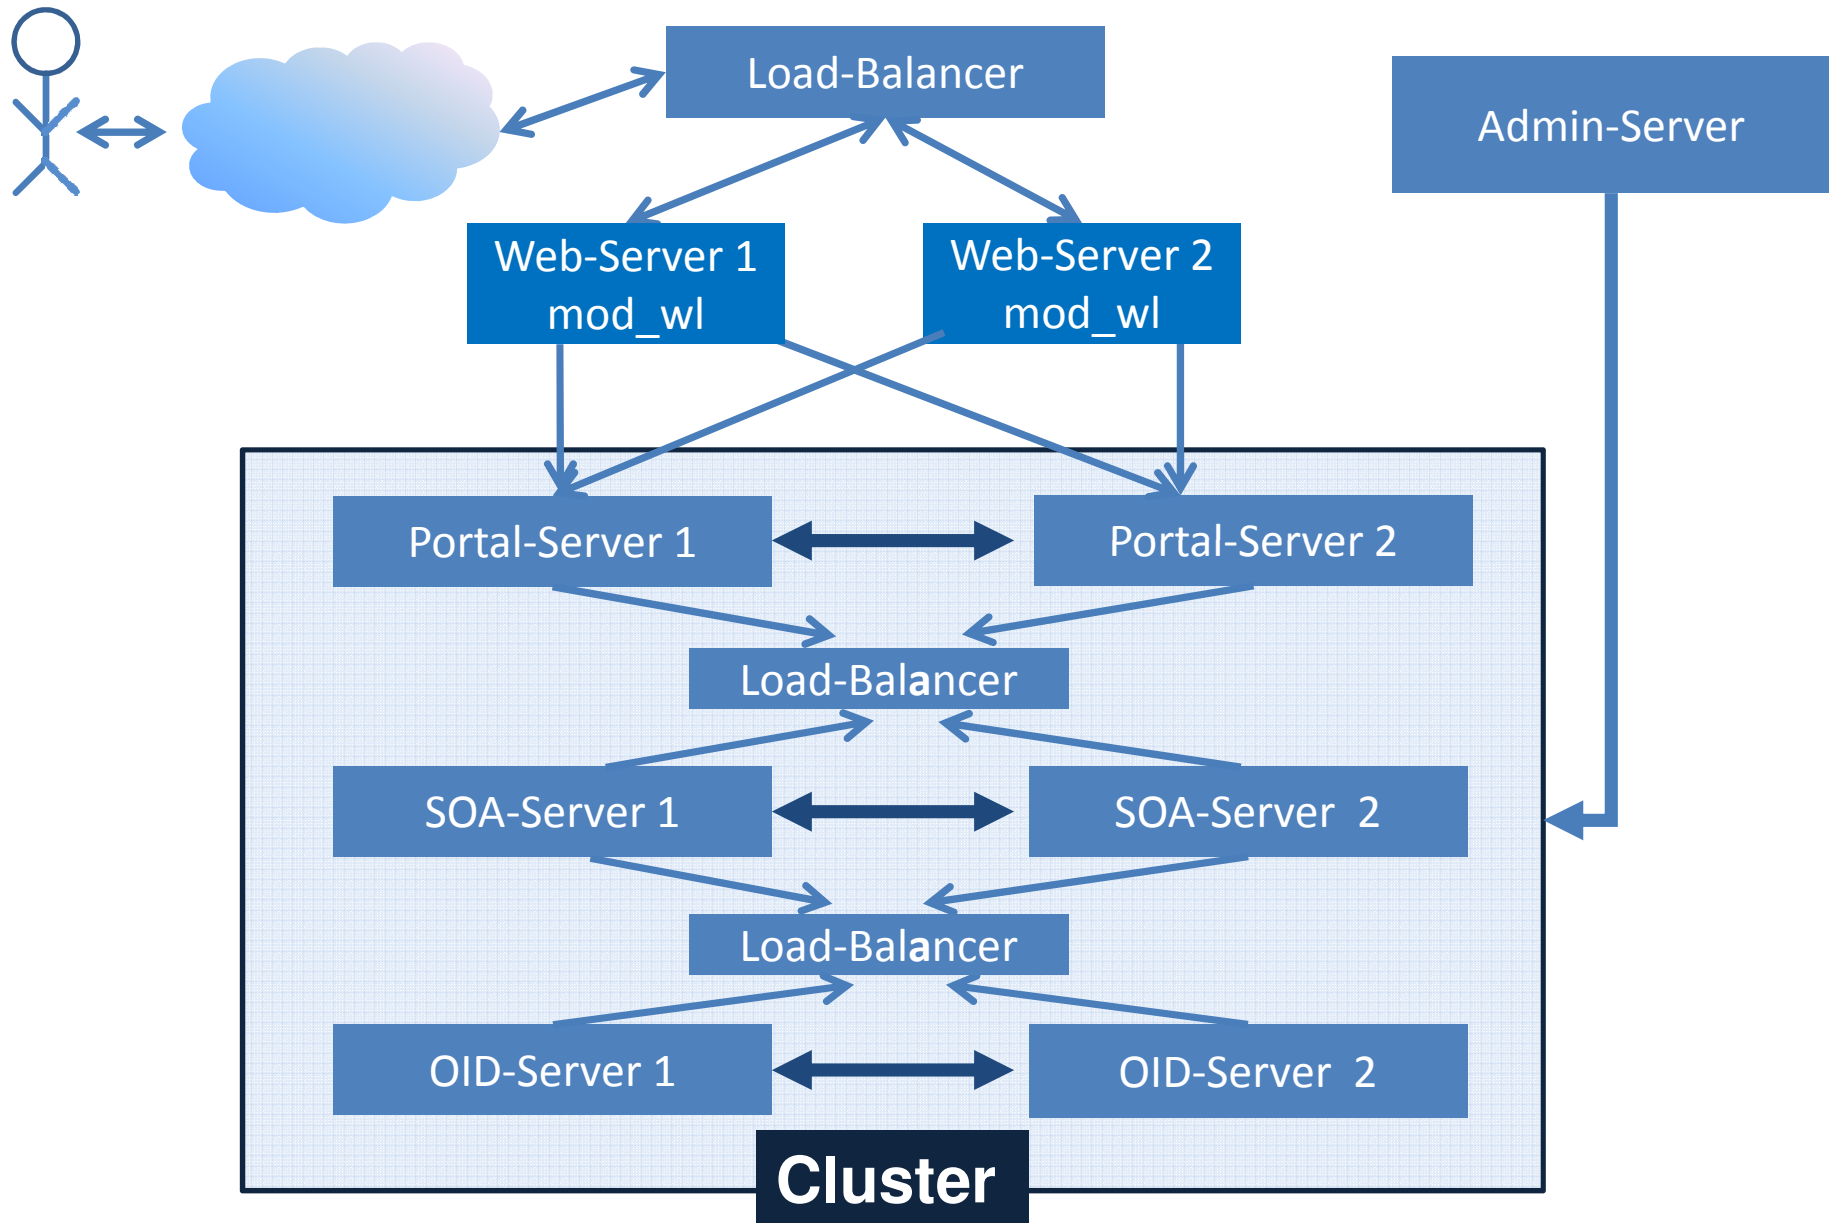 Load-Balancer
Admin-Server
Web-Server 1
mod_wl
Web-Server 2
mod_wl
Portal-Server 1
Portal-Server 2
Load-Balancer
SOA-Server 1
SOA-Server 2
Load-Balancer
OID-Server 1
OID-Server 2
Cluster